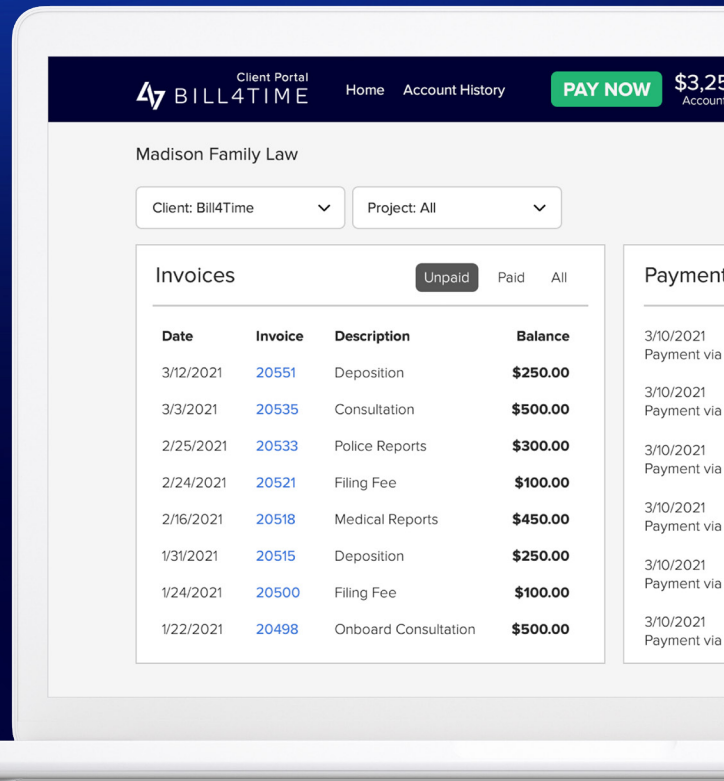 Client Portal
BILL4TIME
Home Account History PAY NOW $3,25
Account
Madison Family Law
Client: Bill4Time Project: All
Invoices Unpaid Paid All
Date Invoice Description Balance
3/12/2021 20551 Deposition $250.00
3/3/2021 20535 Consultation $500.00
2/25/2021 20533 Police Reports $300.00
2/24/2021 20521 Filing Fee $100.00
2/16/2021 20518 Medical Reports $450.00
1/31/2021 20515 Deposition $250.00
1/24/2021 20500 Filing Fee $100.00
1/22/2021 20498 Onboard Consultation $500.00
Payment
3/10/2021
Payment via
3/10/2021
Payment via
3/10/2021
Payment via
3/10/2021
Payment via
3/10/2021
Payment via
3/10/2021
Payment via